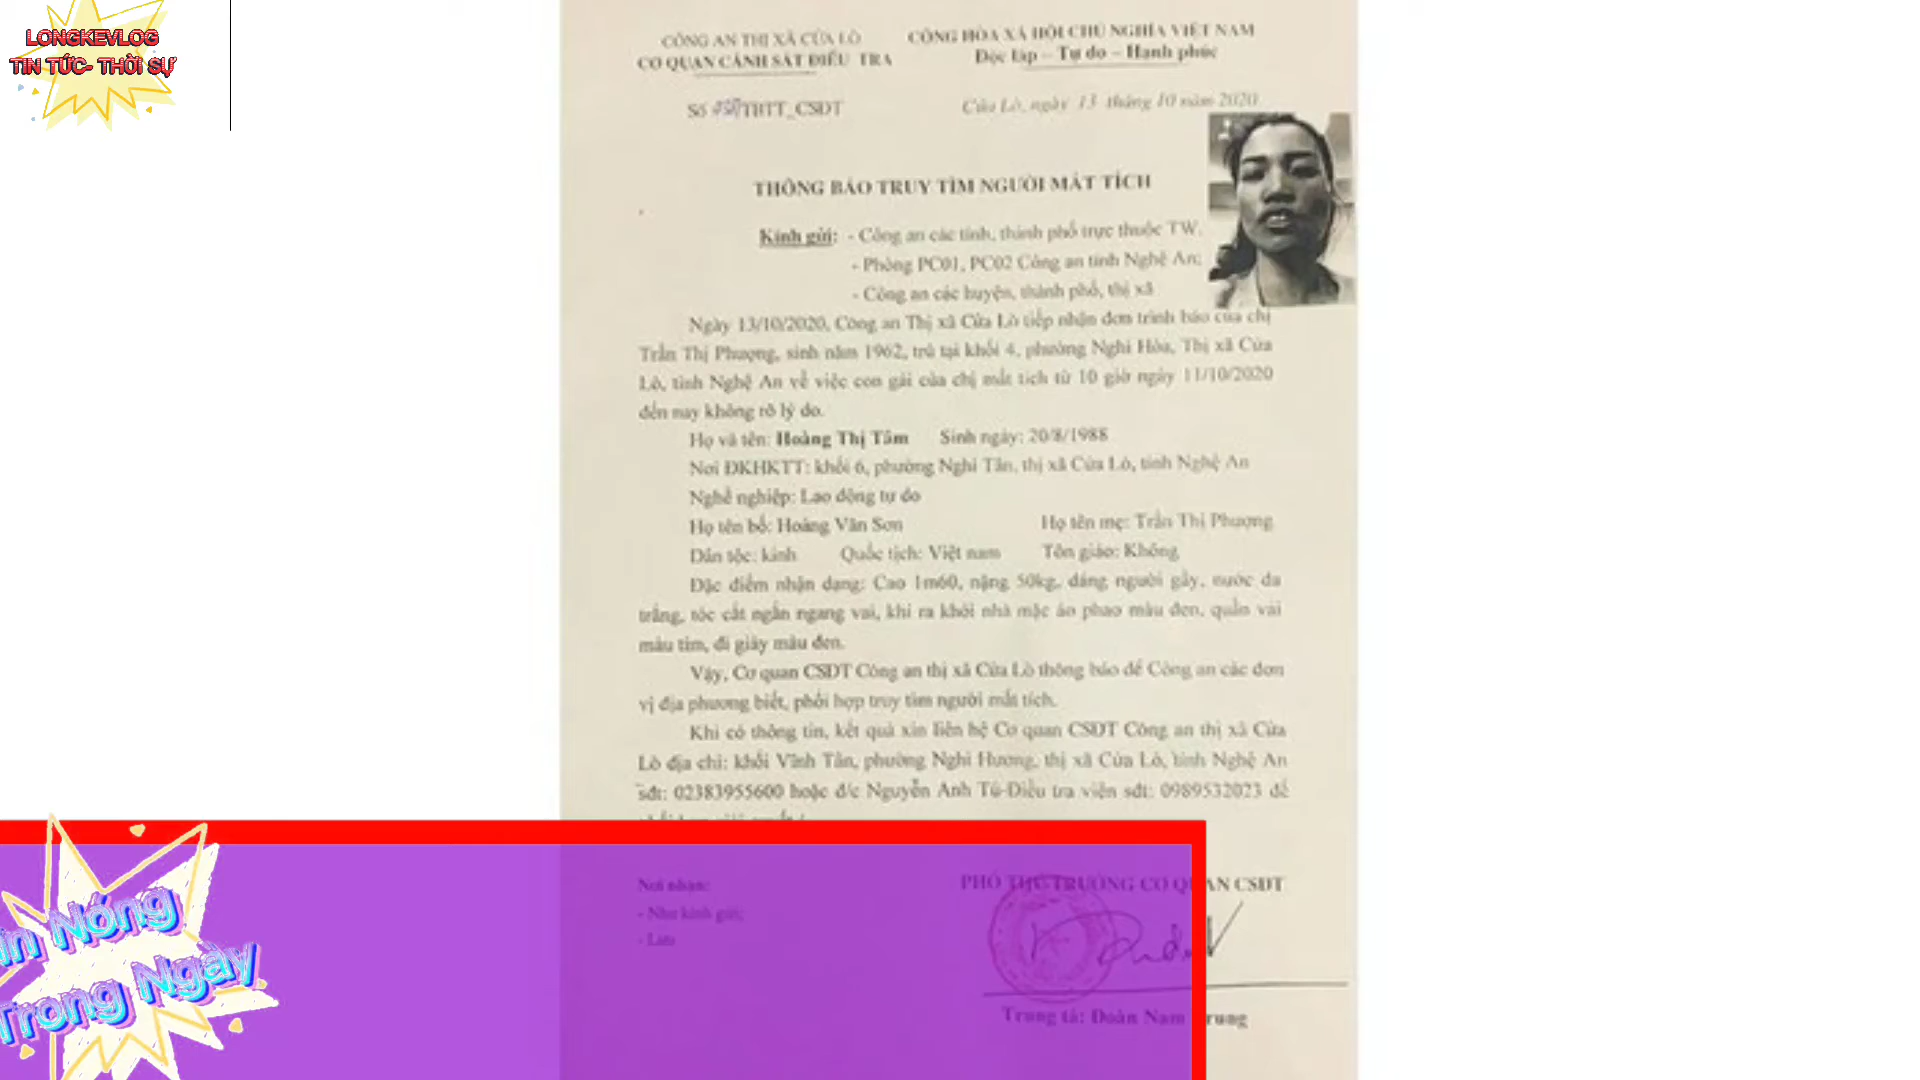 LONGKEVLOG
TIN TỨC- THỜI SỰ
CÔNG AN THỊ XÃ CỬA LÒ
CƠ QUAN CẢNH SÁT ĐIỀU TRA
CỘNG HÒA XÃ HỘI CHỦ NGHĨA VIỆT NAM
Độc lập – Tự do – Hạnh phúc
Số /TBTT_CSDT
Cửa Lò, ngày 13 tháng 10 năm 2020
THÔNG BÁO TRUY TÌM NGƯỜI MẤT TÍCH
Kính gửi: - Công an các tỉnh, thành phố trực thuộc TW.
- Phòng PC01, PC02 Công an tỉnh Nghệ An;
- Công an các huyện, thành phố, thị xã
Ngày 13/10/2020, Công an Thị xã Cửa Lò tiếp nhận đơn trình báo của chị
Trần Thị Phượng, sinh năm 1962, trú tại khối 4, phường Nghi Hòa, Thị xã Cửa
Lò, tỉnh Nghệ An về việc con gái của chị mất tích từ 10 giờ ngày 11/10/2020
đến nay không rõ lý do.
Họ và tên: Hoàng Thị Tâm Sinh ngày: 20/8/1988
Nơi ĐKHKTT: khối 6, phường Nghi Tân, thị xã Cửa Lò, tỉnh Nghệ An
Nghề nghiệp: Lao động tự do
Họ tên bố: Hoàng Văn Sơn Họ tên mẹ: Trần Thị Phượng
Dân tộc: kinh Quốc tịch: Việt nam Tôn giáo: Không
Đặc điểm nhận dạng: Cao 1m60, nặng 50kg, dáng người gầy, nước da
trắng, tóc cắt ngắn ngang vai, khi ra khỏi nhà mặc áo phao màu đen, quần vải
màu tím, đi giày màu đen.
Vậy, Cơ quan CSDT Công an thị xã Cửa Lò thông báo để Công an các đơn
vị địa phương biết, phối hợp truy tìm người mất tích.
Khi có thông tin, kết quả xin liên hệ Cơ quan CSDT Công an thị xã Cửa
Lò địa chỉ: khối Vĩnh Tân, phường Nghi Hương, thị xã Cửa Lò, tỉnh Nghệ An
sđt: 02383955600 hoặc đ/c Nguyễn Anh Tú-Điều tra viên sđt: 0989532023 để
Nơi nhận:
- Như kính gửi;
- Lưu
PHÓ THỦ TRƯỞNG CƠ QUAN CSDT
Trung tá: Đoàn Nam Trung
Tin Nóng
Trong Ngày